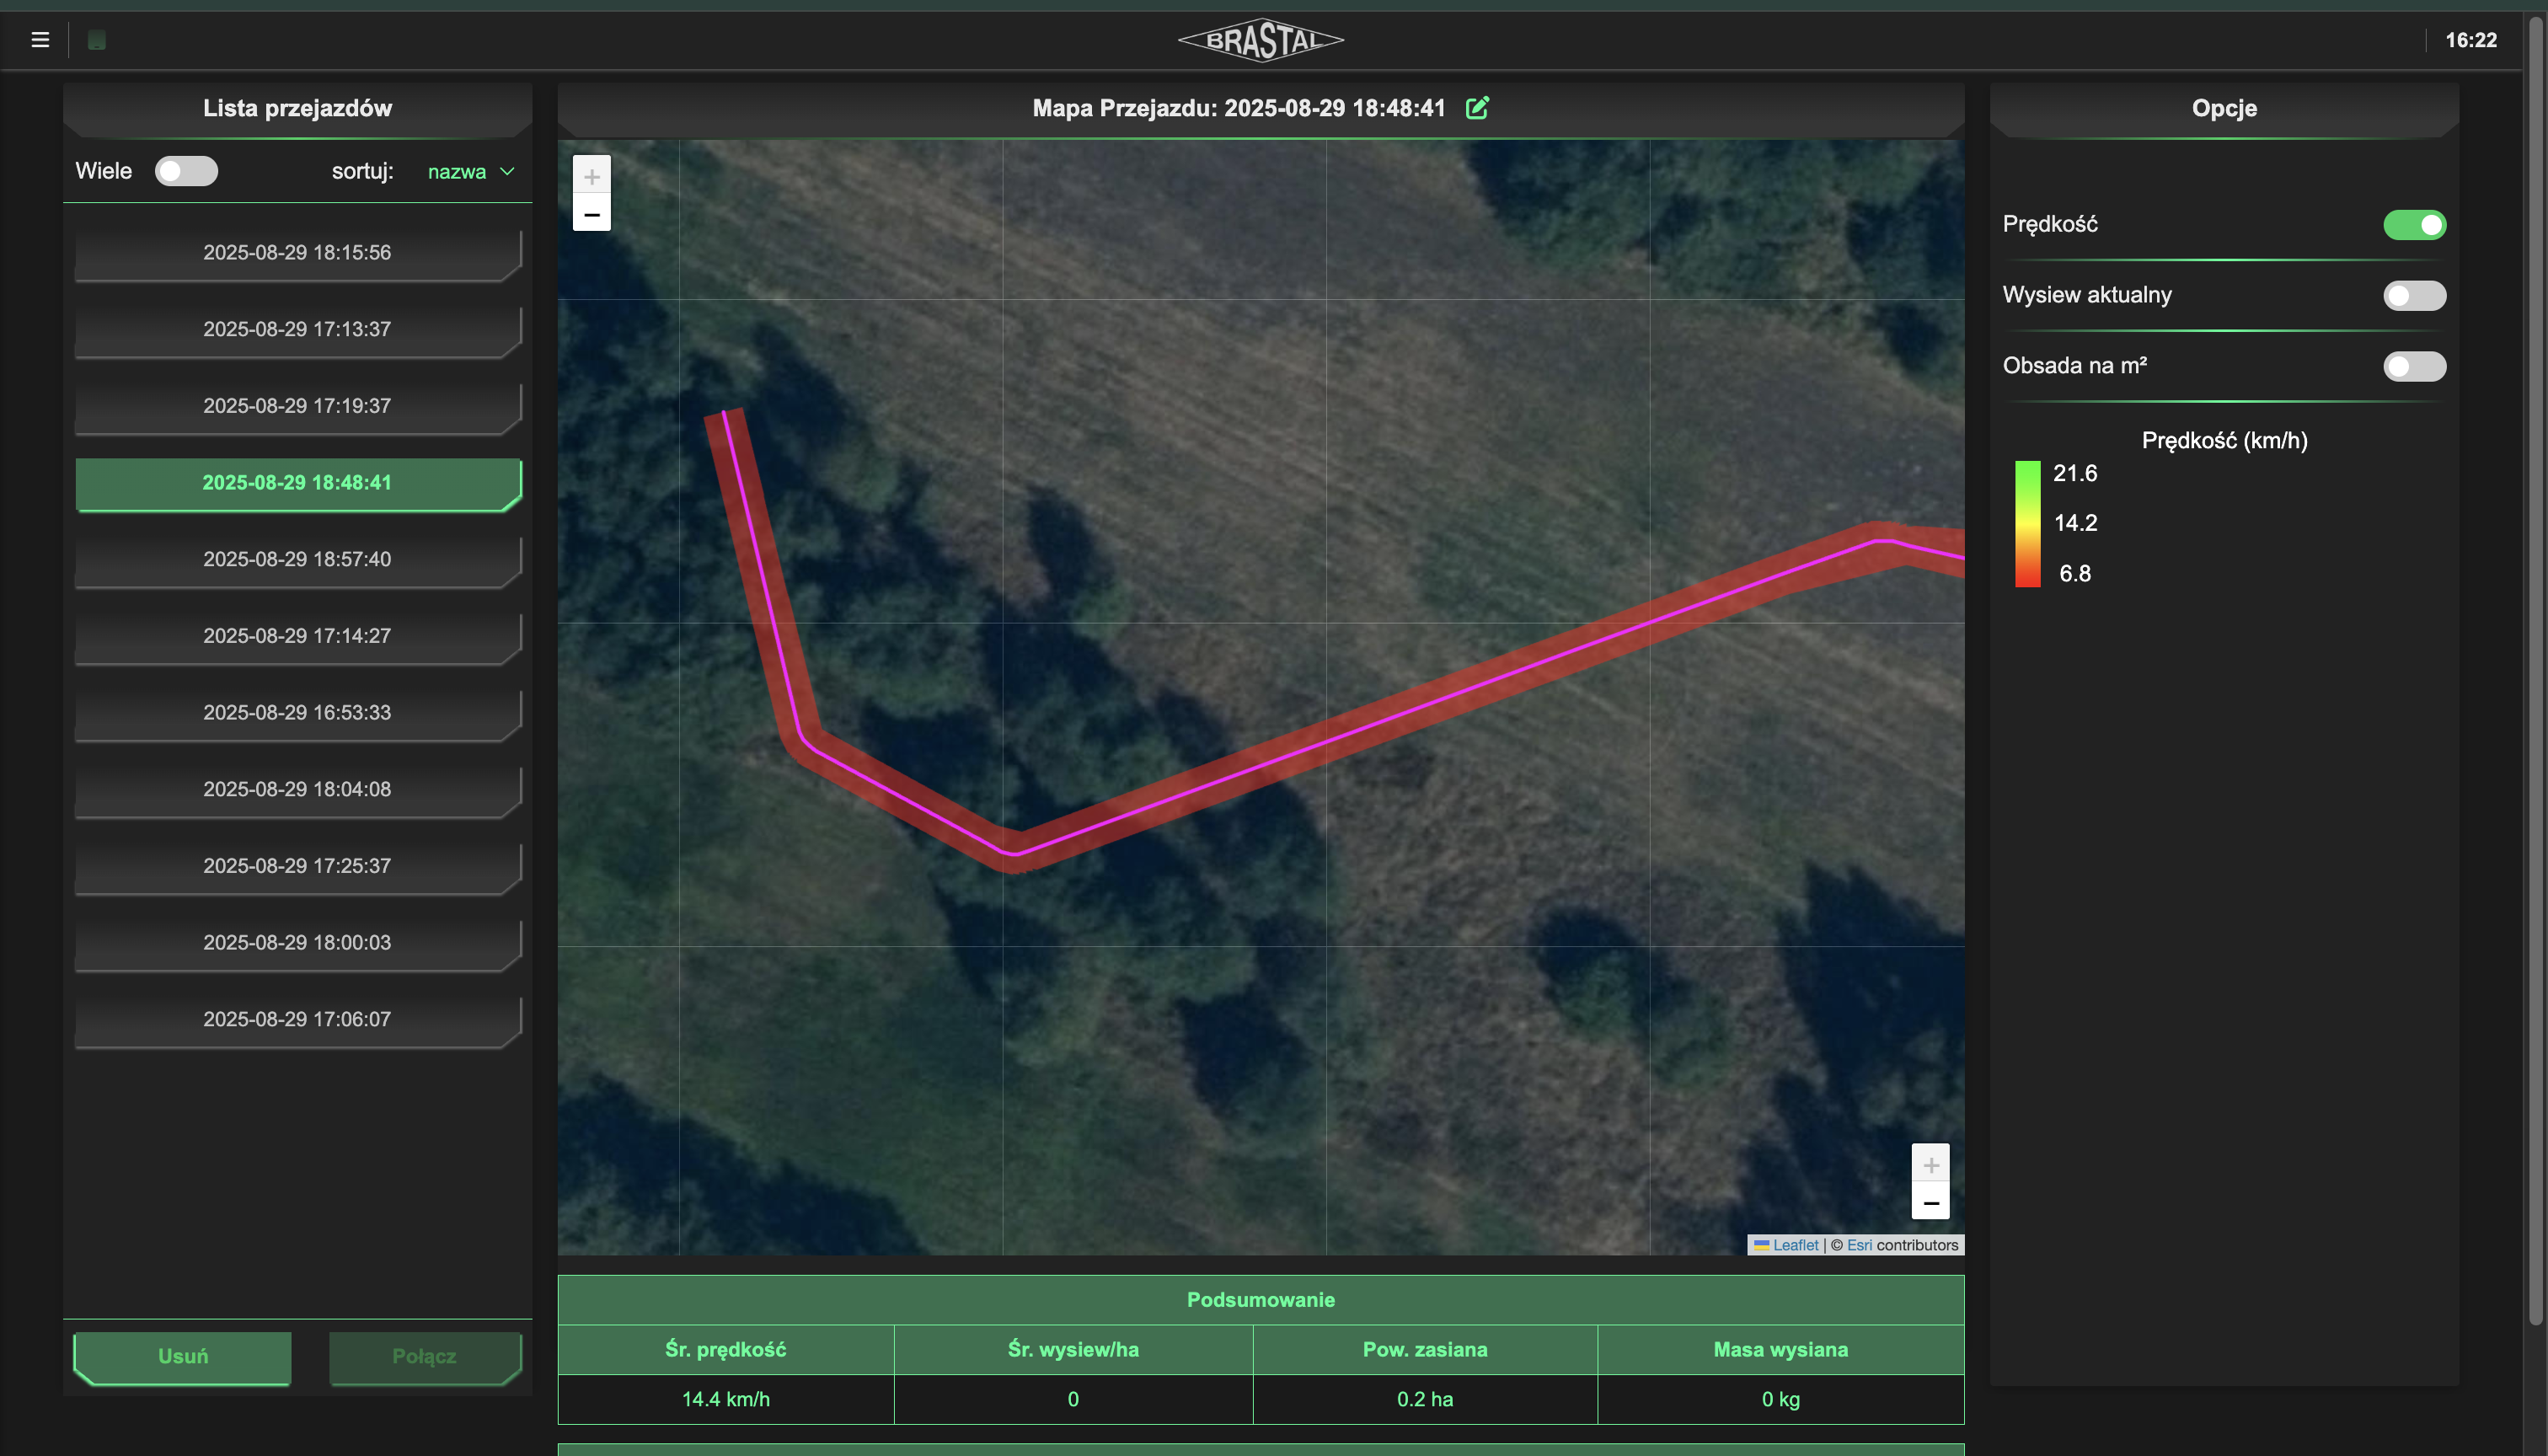 BRASTAL
16:22
Lista przejazdów
Wiele
sortuj:
nazwa
2025-08-29 18:15:56
2025-08-29 17:13:37
2025-08-29 17:19:37
2025-08-29 18:48:41
2025-08-29 18:57:40
2025-08-29 17:14:27
2025-08-29 16:53:33
2025-08-29 18:04:08
2025-08-29 17:25:37
2025-08-29 18:00:03
2025-08-29 17:06:07
Usuń
Połącz
Mapa Przejazdu: 2025-08-29 18:48:41
+
−
+
−
Leaflet | © Esri contributors
Podsumowanie
Śr. prędkość Śr. wysiew/ha Pow. zasiana Masa wysiana
14.4 km/h 0 0.2 ha 0 kg
Opcje
Prędkość
Wysiew aktualny
Obsada na m²
Prędkość (km/h)
21.6
14.2
6.8